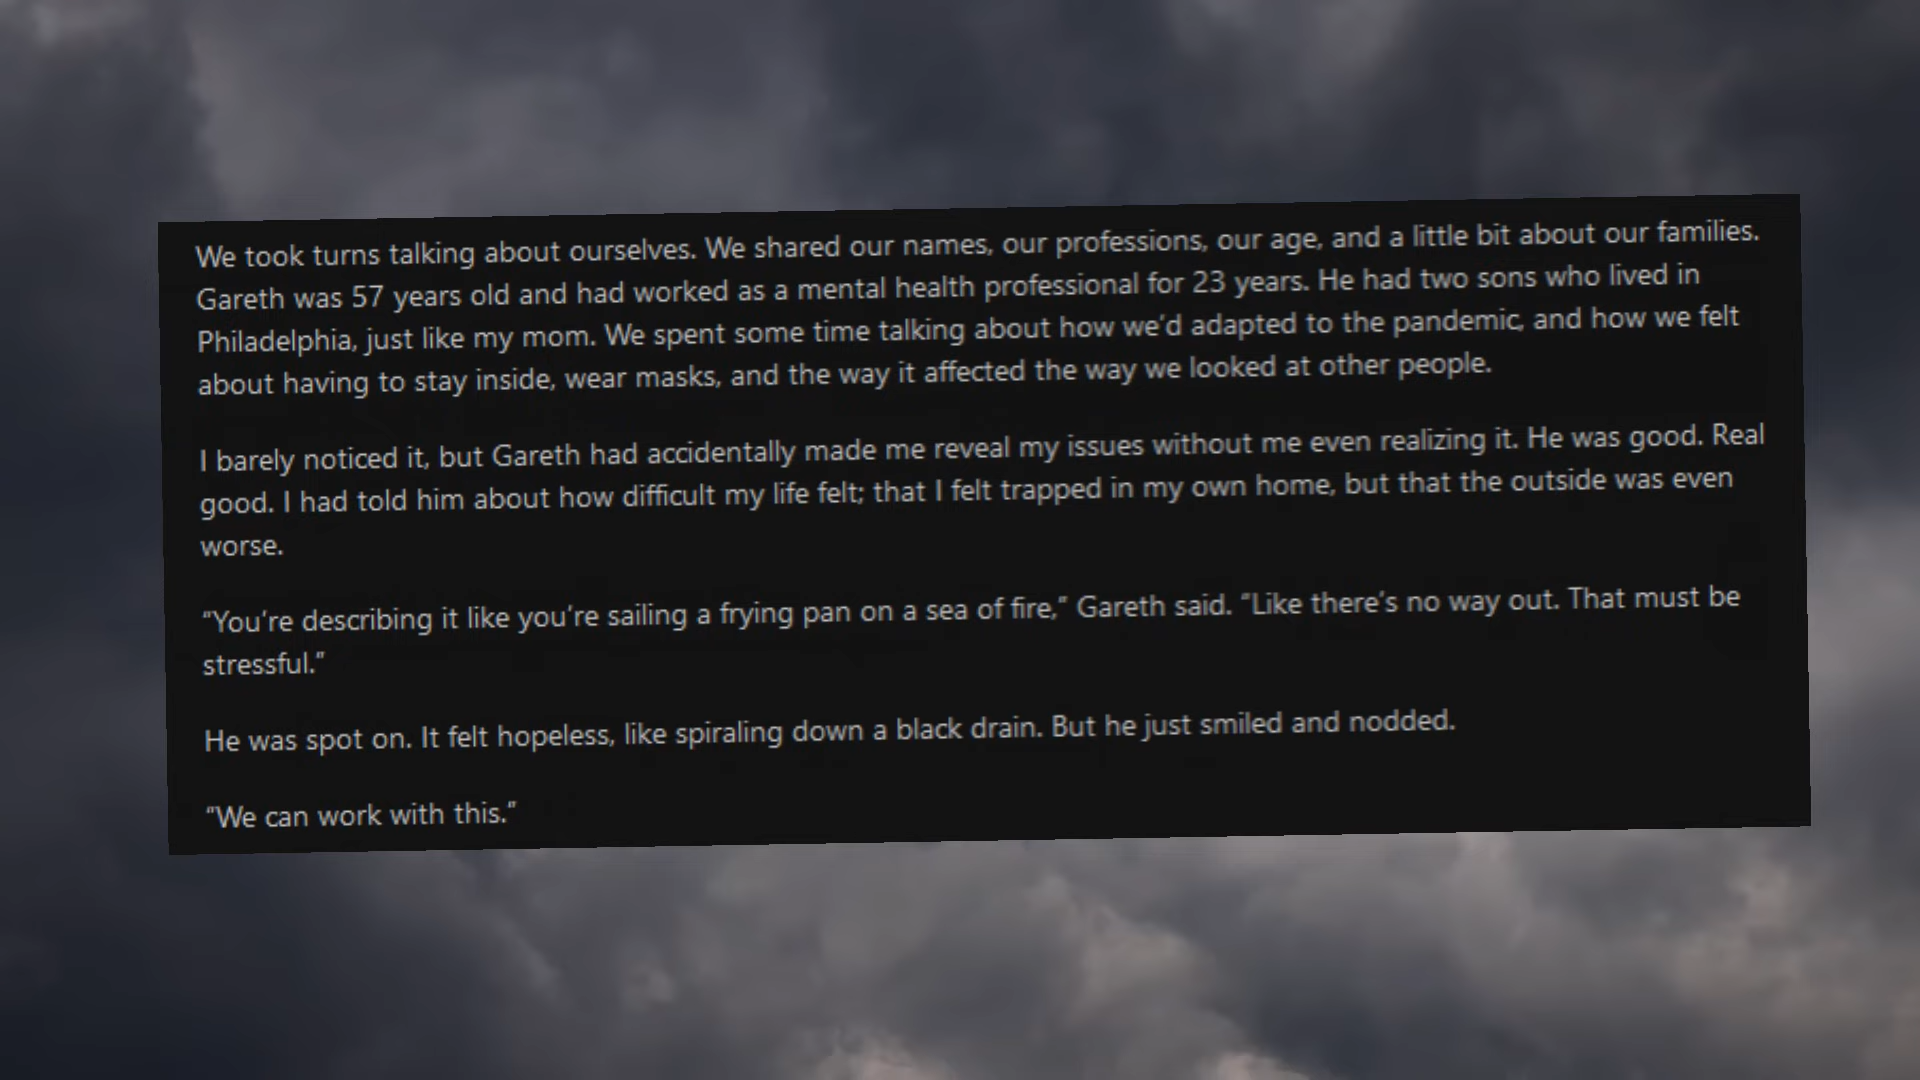 We took turns talking about ourselves. We shared our names, our professions, our age, and a little bit about our families.
Gareth was 57 years old and had worked as a mental health professional for 23 years. He had two sons who lived in
Philadelphia, just like my mom. We spent some time talking about how we’d adapted to the pandemic, and how we felt
about having to stay inside, wear masks, and the way it affected the way we looked at other people.
I barely noticed it, but Gareth had accidentally made me reveal my issues without me even realizing it. He was good. Real
good. I had told him about how difficult my life felt; that I felt trapped in my own home, but that the outside was even
worse.
“You’re describing it like you’re sailing a frying pan on a sea of fire,” Gareth said. “Like there’s no way out. That must be
stressful.”
He was spot on. It felt hopeless, like spiraling down a black drain. But he just smiled and nodded.
“We can work with this.”